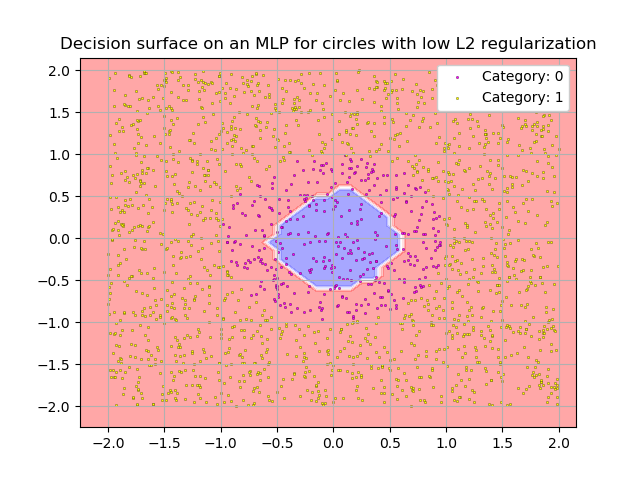 Decision surface on an MLP for circles with low L2 regularization
Category: 0
Category: 1
2.0
1.5
1.0
0.5
0.0
−0.5
−1.0
−1.5
−2.0
−2.0 −1.5 −1.0 −0.5 0.0 0.5 1.0 1.5 2.0